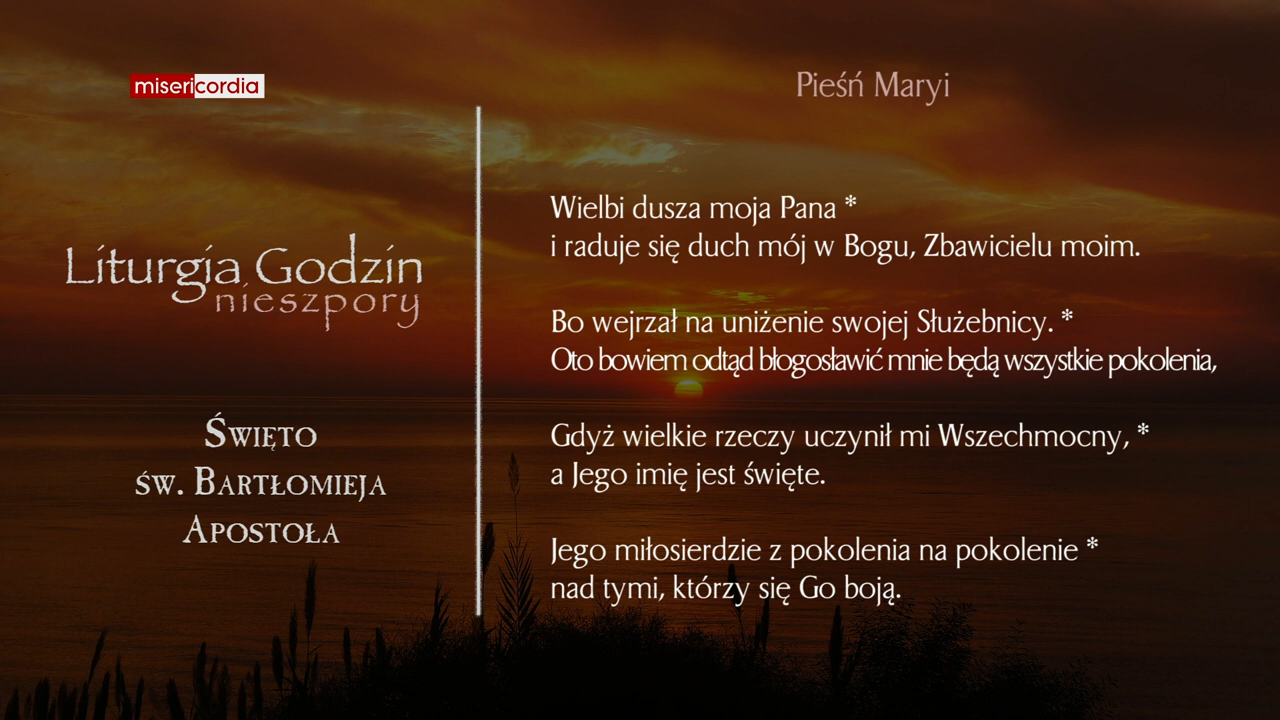 misericordia
Liturgia Godzin
nieszpory
Święto
św. Bartłomieja
Apostoła
Pieśń Maryi
Wielbi dusza moja Pana *
i raduje się duch mój w Bogu, Zbawicielu moim.
Bo wejrzał na uniżenie swojej Służebnicy. *
Oto bowiem odtąd błogosławić mnie będą wszystkie pokolenia,
Gdyż wielkie rzeczy uczynił mi Wszechmocny, *
a Jego imię jest święte.
Jego miłosierdzie z pokolenia na pokolenie *
nad tymi, którzy się Go boją.